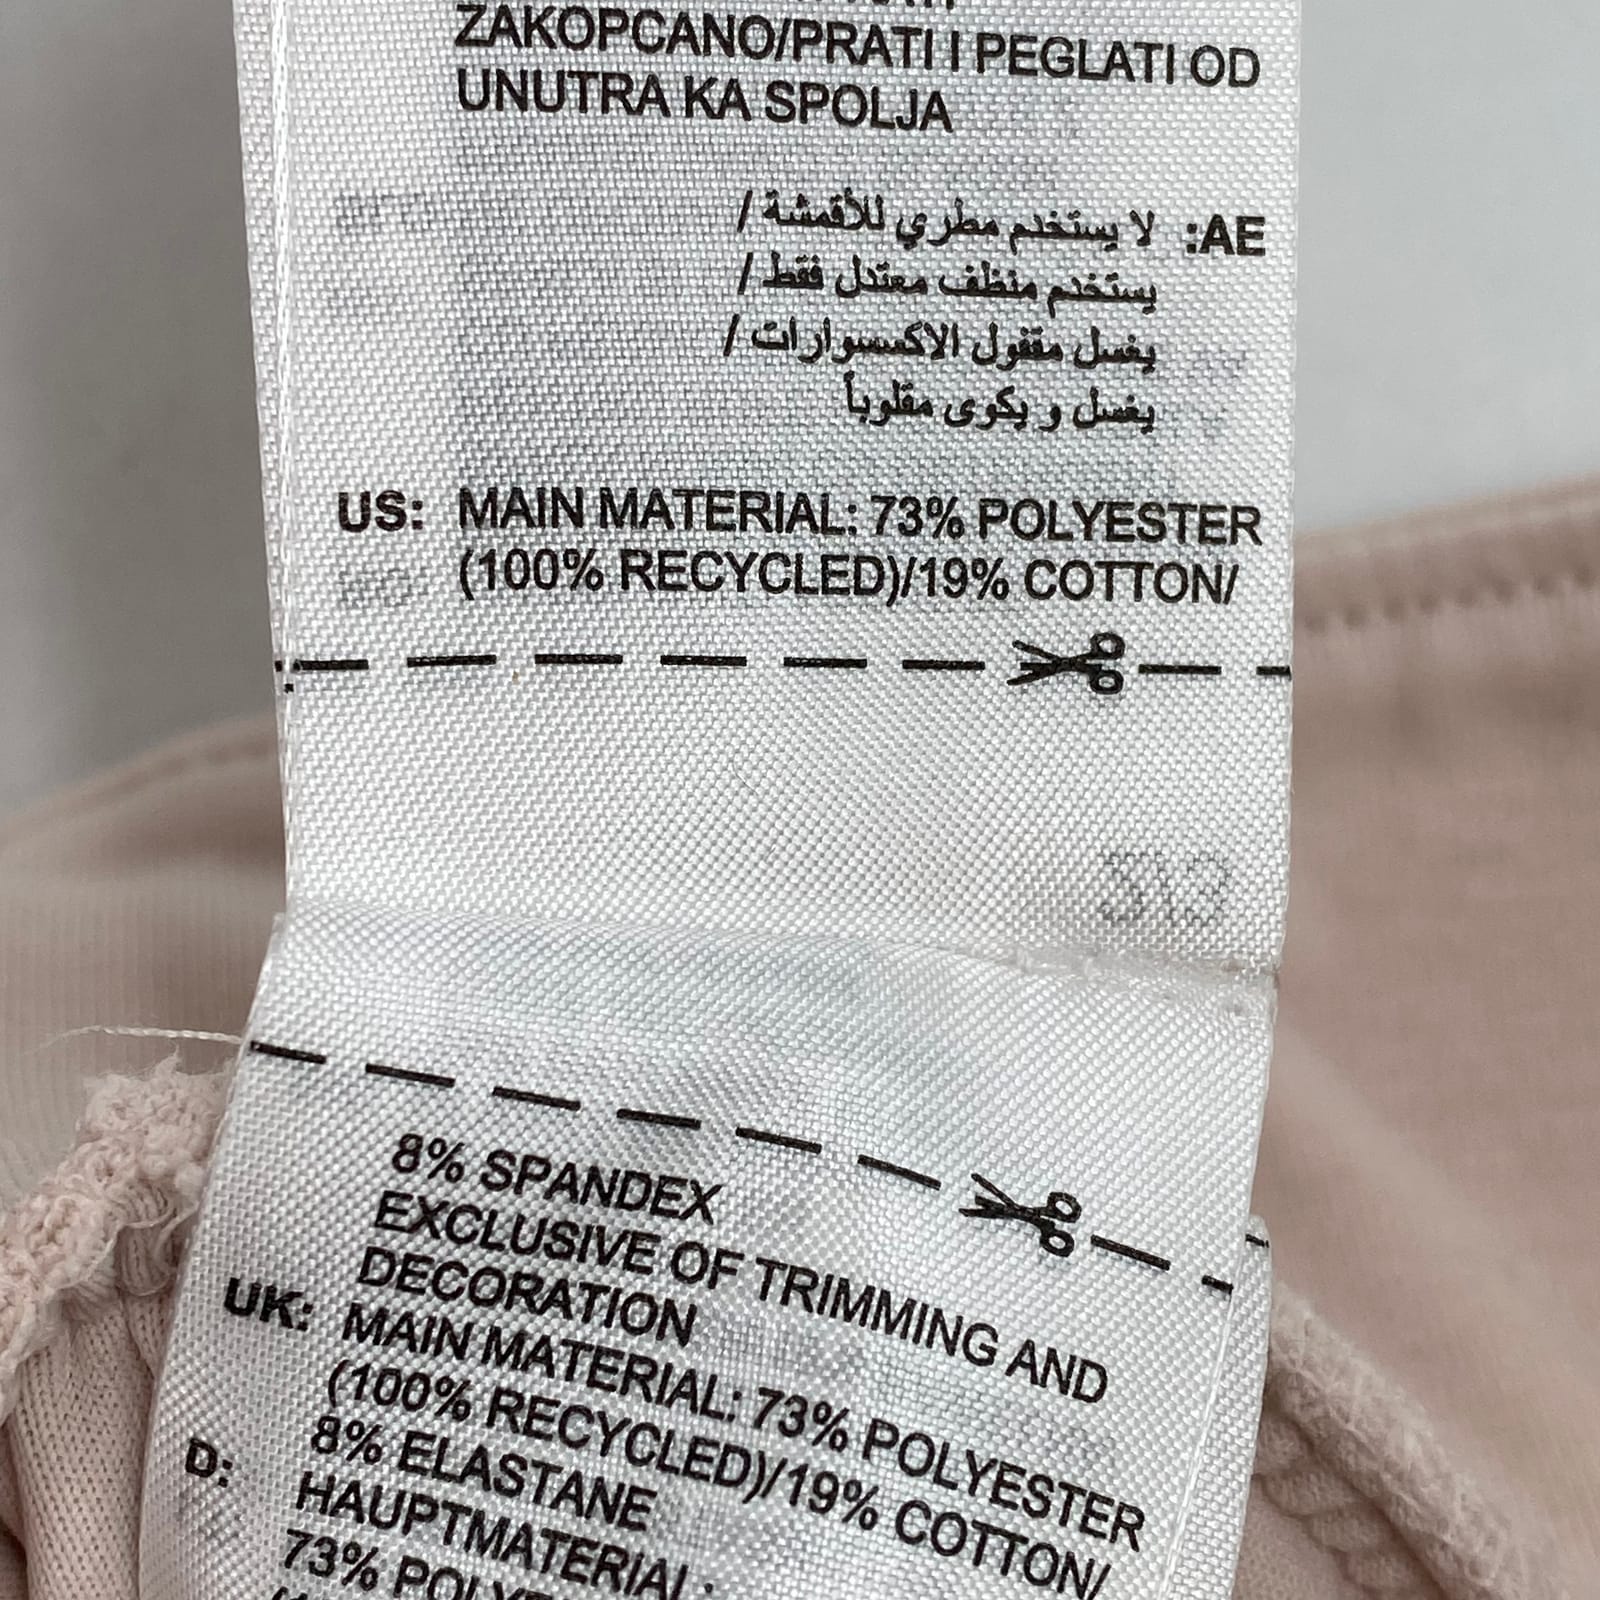 ZAKOPCANO/PRATI I PEGLATI OD
UNUTRA KA SPOLJA
AE: لا يستخدم مطري للأقمشة /
يستخدم منظف معتدل فقط /
يغسل مقفول الاكسسوارات /
يغسل و يكوى مقلوباً
US: MAIN MATERIAL: 73% POLYESTER
(100% RECYCLED)/19% COTTON/
8% SPANDEX
EXCLUSIVE OF TRIMMING AND
DECORATION
UK: MAIN MATERIAL: 73% POLYESTER
(100% RECYCLED)/19% COTTON/
8% ELASTANE
D: HAUPTMATERIAL:
73%